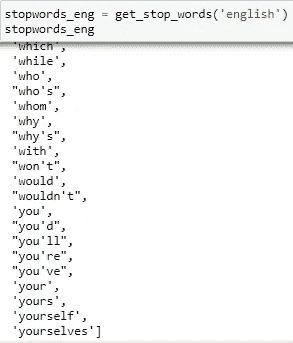 stopwords_eng = get_stop_words('english')
stopwords_eng
'which',
'while',
'who',
"who's",
'whom',
'why',
"why's",
'with',
"won't",
'would',
"wouldn't",
'you',
"you'd",
"you'll",
"you're",
"you've",
'your',
'yours',
'yourself',
'yourselves']